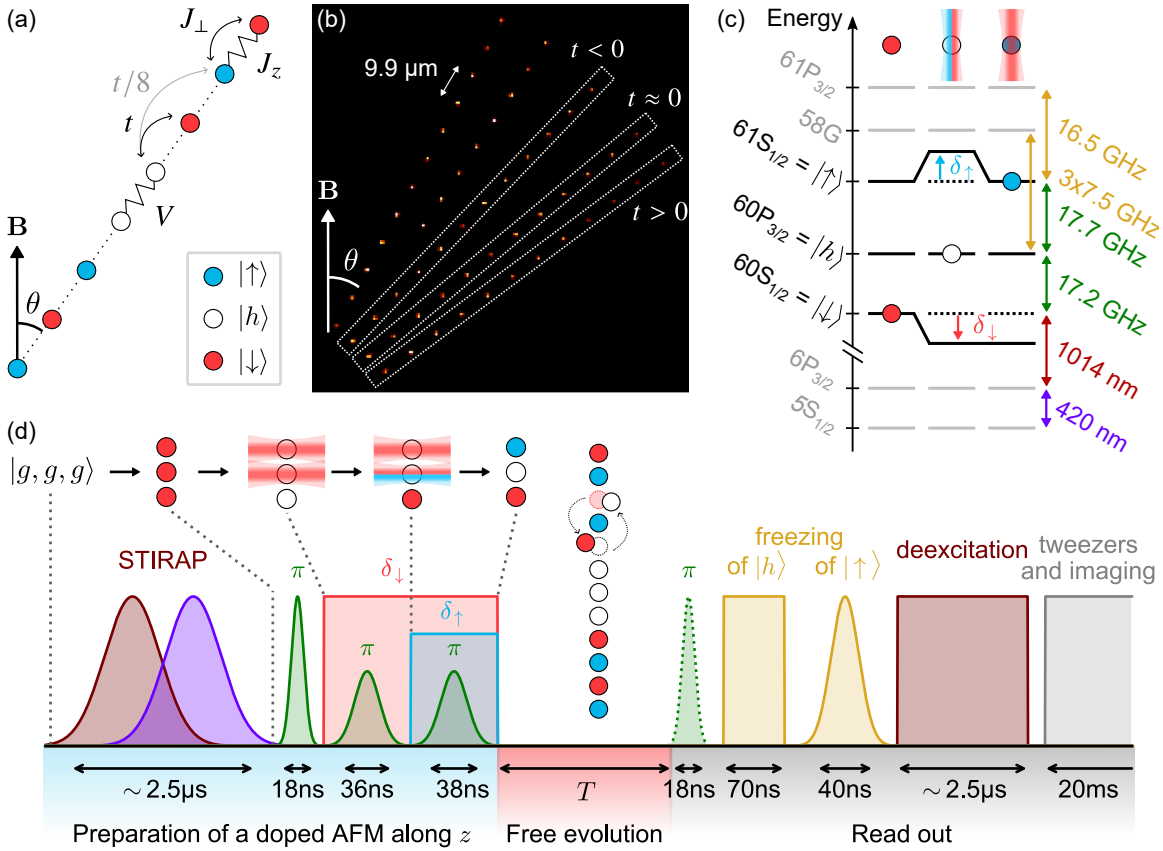 (a)
J⊥
J_z
t/8
t
V
B
θ
|↑⟩
|h⟩
|↓⟩
(b)
9.9 μm
t < 0
t ≈ 0
t > 0
B
θ
(c)
Energy
61P3/2
58G
61S1/2 = |↑⟩
60P3/2 = |h⟩
60S1/2 = |↓⟩
6P3/2
5S1/2
δ↑
δ↓
16.5 GHz
3x7.5 GHz
17.7 GHz
17.2 GHz
1014 nm
420 nm
(d)
|g, g, g⟩
STIRAP
π
δ↓
π
δ↑
π
π
freezing
of |h⟩ of |↑⟩
deexcitation
tweezers
and imaging
~ 2.5μs
18ns
36ns
38ns
T
18ns
70ns
40ns
~ 2.5μs
20ms
Preparation of a doped AFM along z
Free evolution
Read out